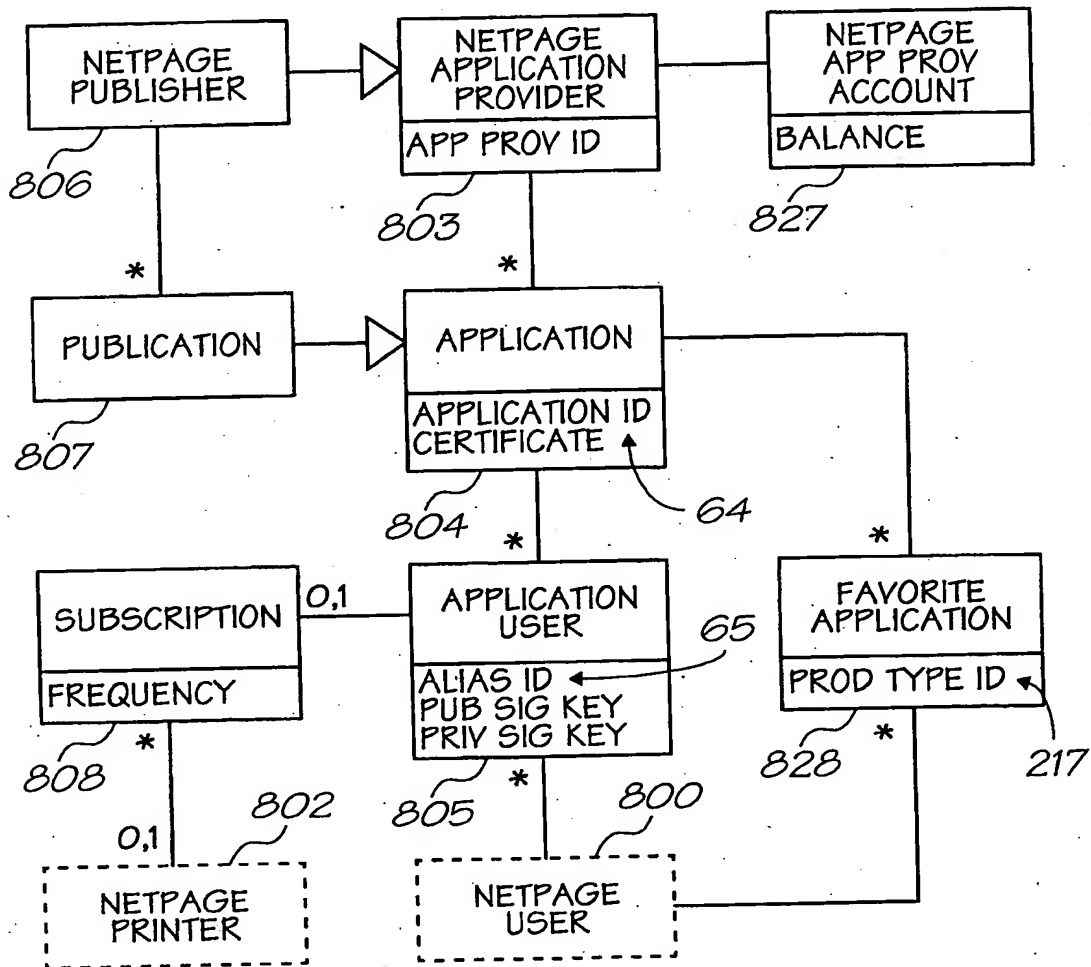 NETPAGE
PUBLISHER
806
NETPAGE
APPLICATION
PROVIDER
APP PROV ID
803
NETPAGE
APP PROV
ACCOUNT
BALANCE
827
*
*
PUBLICATION
807
APPLICATION
APPLICATION ID
CERTIFICATE
804
64
*
*
SUBSCRIPTION
FREQUENCY
808
0,1
APPLICATION
USER
ALIAS ID
PUB SIG KEY
PRIV SIG KEY
805
65
FAVORITE
APPLICATION
PROD TYPE ID
828
217
*
*
*
0,1
802
NETPAGE
PRINTER
800
NETPAGE
USER